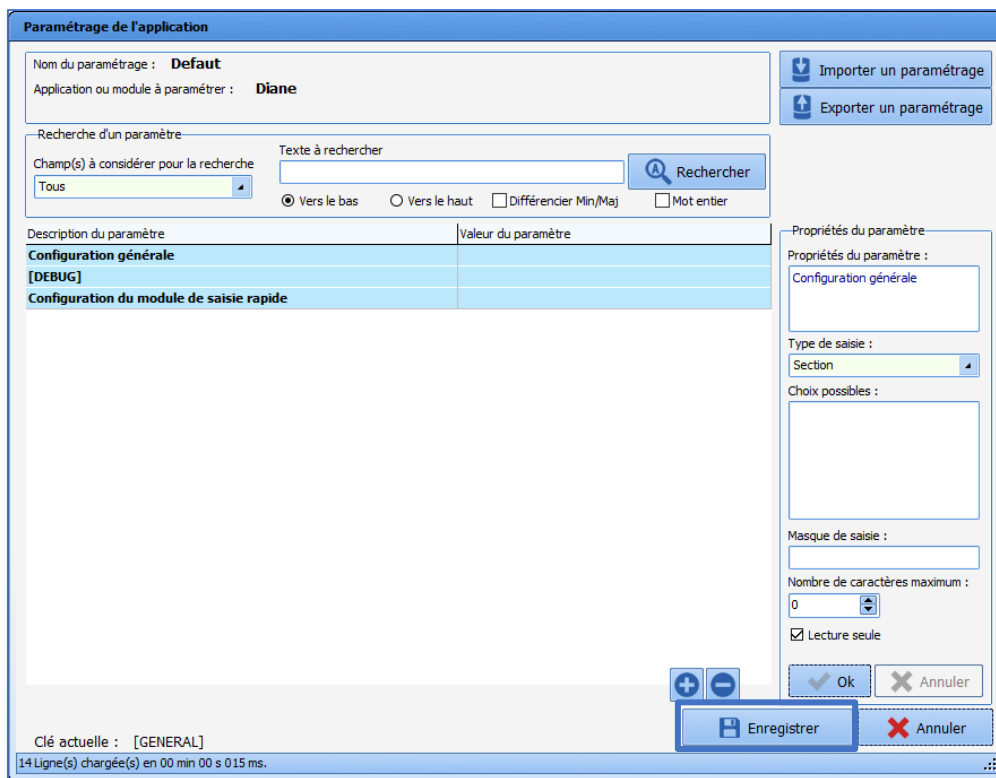 Paramétrage de l'application
Nom du paramétrage : Defaut
Application ou module à paramétrer : Diane
Importer un paramétrage
Exporter un paramétrage
Recherche d'un paramètre
Champ(s) à considérer pour la recherche
Tous
Texte à rechercher
Rechercher
Vers le bas
Vers le haut
Différencier Min/Maj
Mot entier
Description du paramètre
Valeur du paramètre
Configuration générale
[DEBUG]
Configuration du module de saisie rapide
Propriétés du paramètre
Propriétés du paramètre :
Configuration générale
Type de saisie :
Section
Choix possibles :
Masque de saisie :
Nombre de caractères maximum :
0
Lecture seule
Ok
Annuler
Enregistrer
Annuler
Clé actuelle : [GENERAL]
14 Ligne(s) chargée(s) en 00 min 00 s 015 ms.